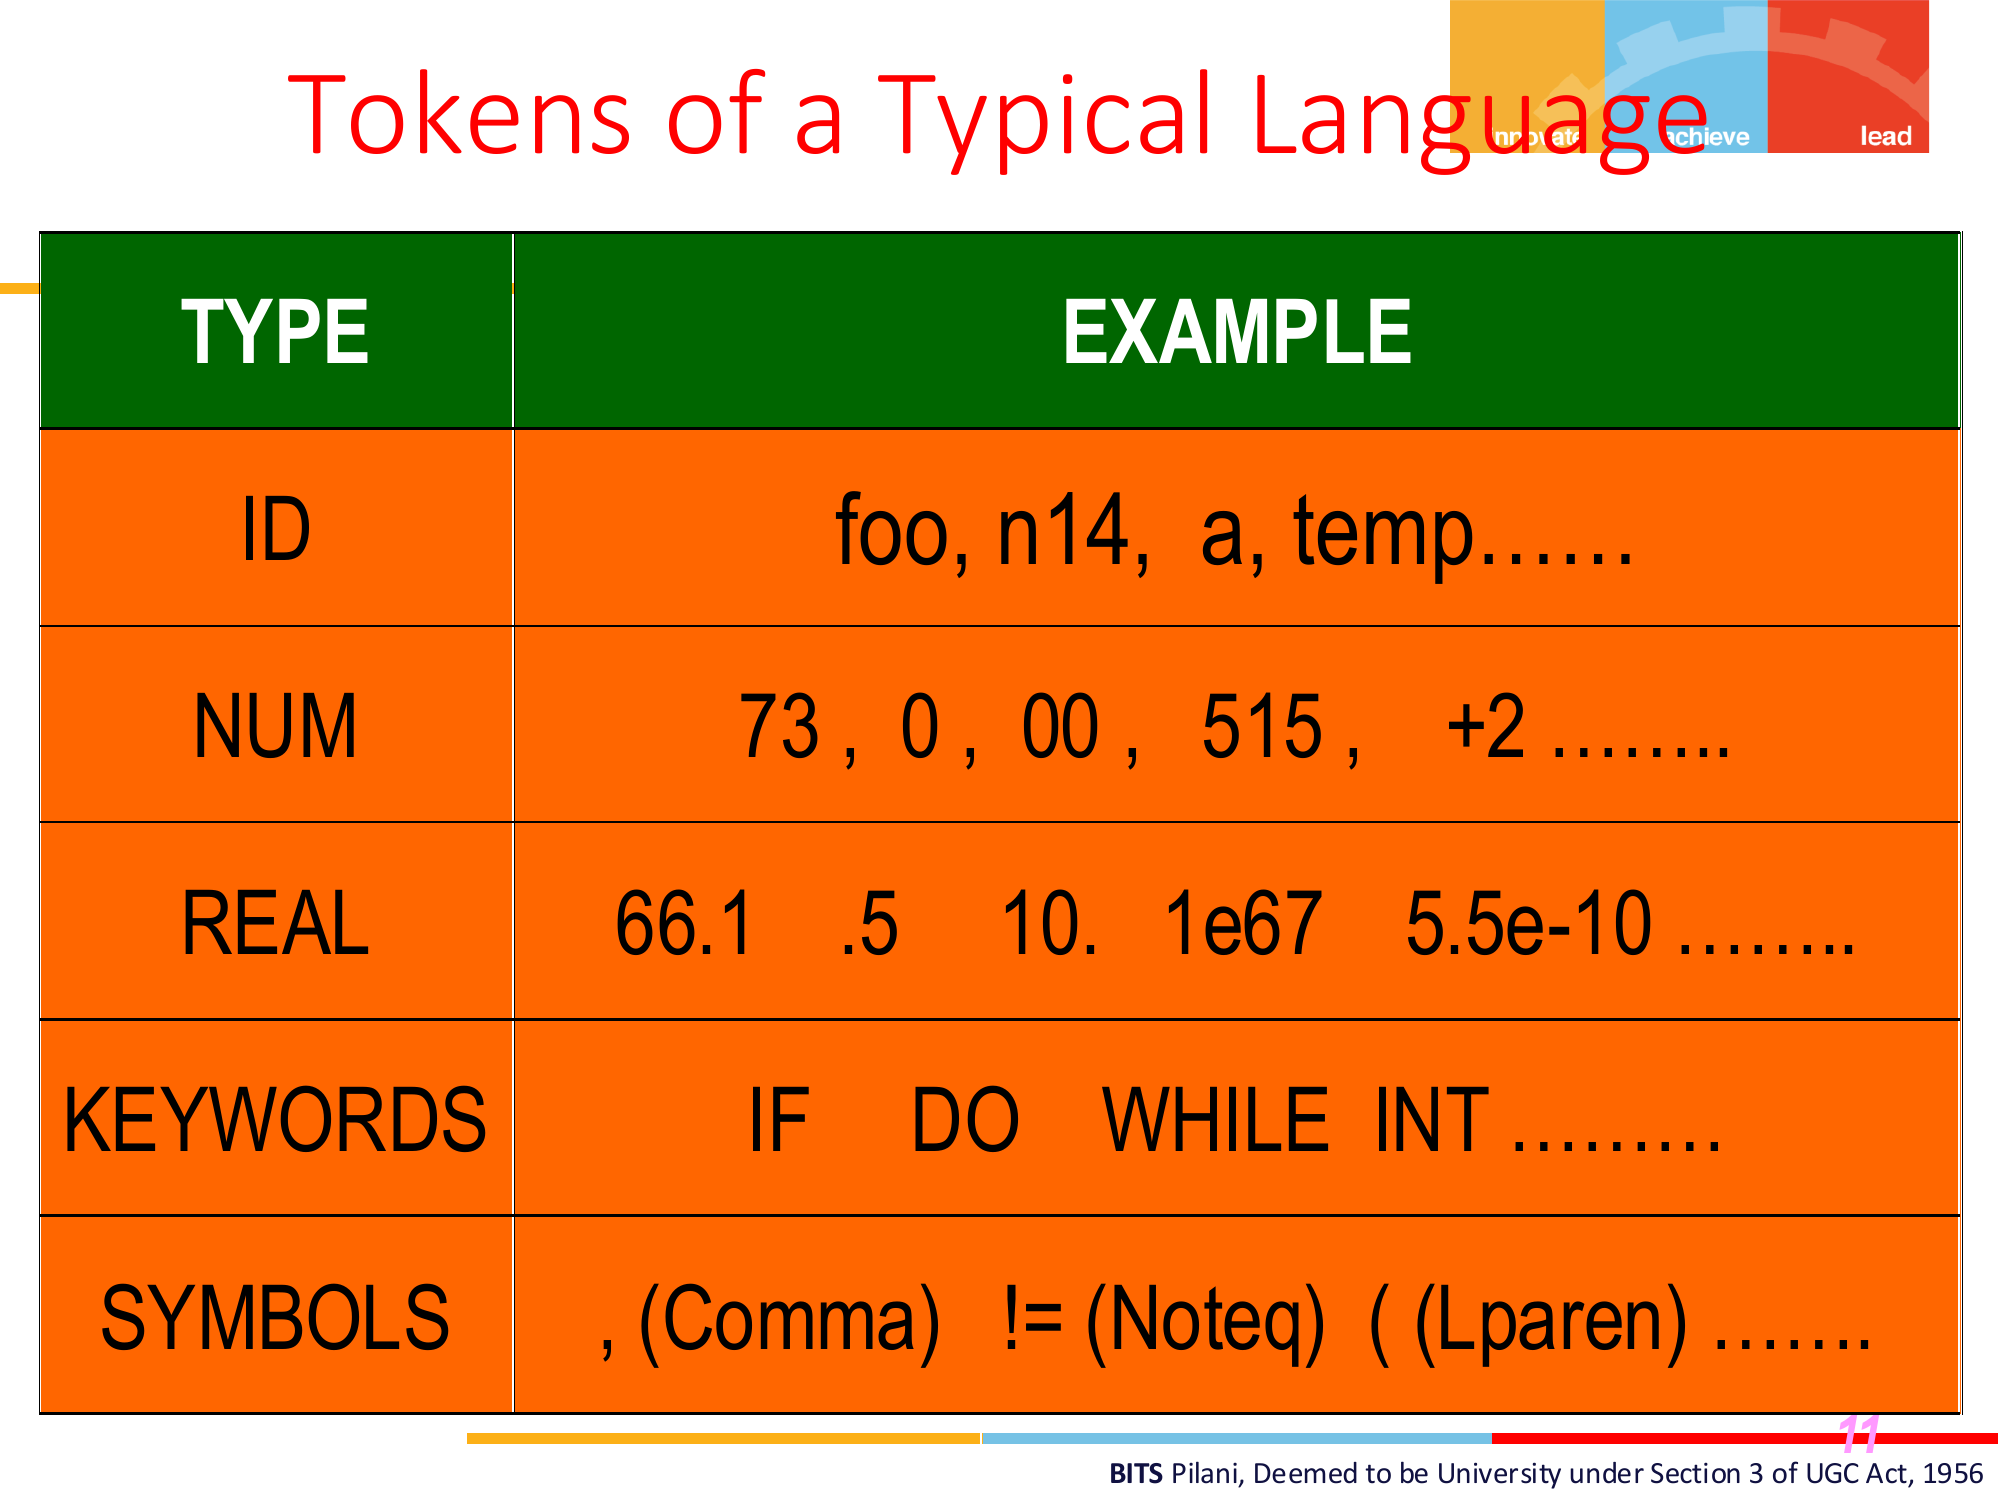 Tokens of a Typical Language
innovate achieve lead
TYPE EXAMPLE
ID foo, n14, a, temp……
NUM 73 , 0 , 00 , 515 , +2 ……..
REAL 66.1 .5 10. 1e67 5.5e-10 ……..
KEYWORDS IF DO WHILE INT ………
SYMBOLS , (Comma) != (Noteq) ( (Lparen) …….
11
BITS Pilani, Deemed to be University under Section 3 of UGC Act, 1956